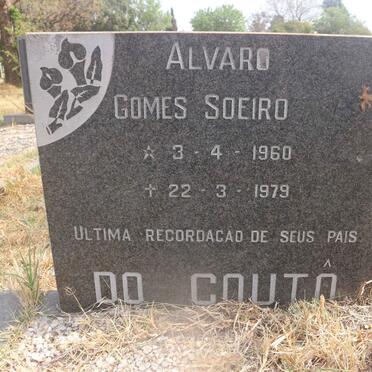 ALVARO
GOMES SOEIRO
☆ 3 - 4 - 1960
✝ 22 - 3 - 1979
ULTIMA RECORDACAO DE SEUS PAIS
DO COUTÔ